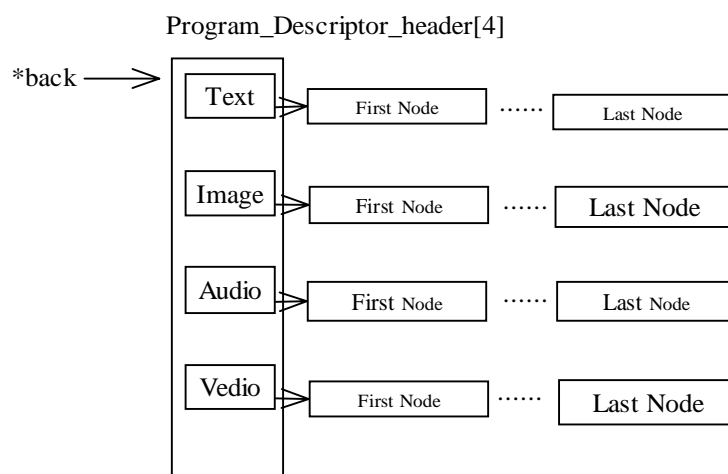 Program_Descriptor_header[4]
*back
Text
First Node
......
Last Node
Image
First Node
......
Last Node
Audio
First Node
......
Last Node
Vedio
First Node
......
Last Node